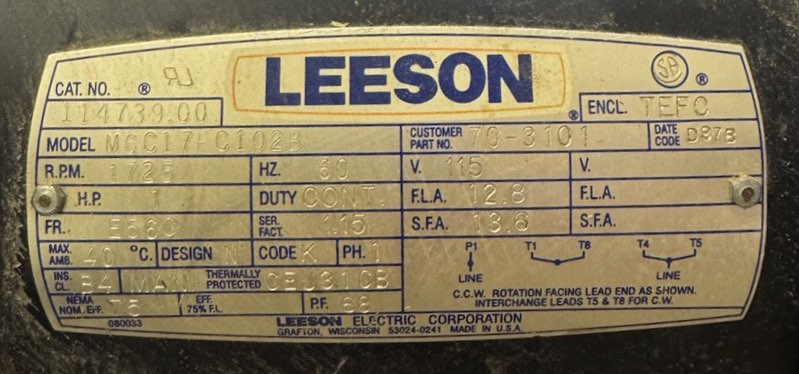 LEESON ®
CAT. NO. ®
114739.00
ENCL. TEFC
MODEL M6C17FC102B
CUSTOMER PART NO. 70-3101
DATE CODE D87B
R.P.M. 1725 HZ. 60 V. 115 V.
H.P. 1 DUTY CONT. F.L.A. 12.8 F.L.A.
FR. SER. FACT. 1.15 S.F.A. 13.6 S.F.A.
MAX. AMB. 40 °C. DESIGN N CODE K PH. 1
INS. CL. B4 MAN THERMALLY PROTECTED
NEMA NOM. EFF. 75 EFF. 75% F.L. P.F. 68
P1 T1 T8 T4 T5
LINE LINE
C.C.W. ROTATION FACING LEAD END AS SHOWN.
INTERCHANGE LEADS T5 & T8 FOR C.W.
080033
LEESON ELECTRIC CORPORATION
GRAFTON, WISCONSIN 53024-0241 MADE IN U.S.A.